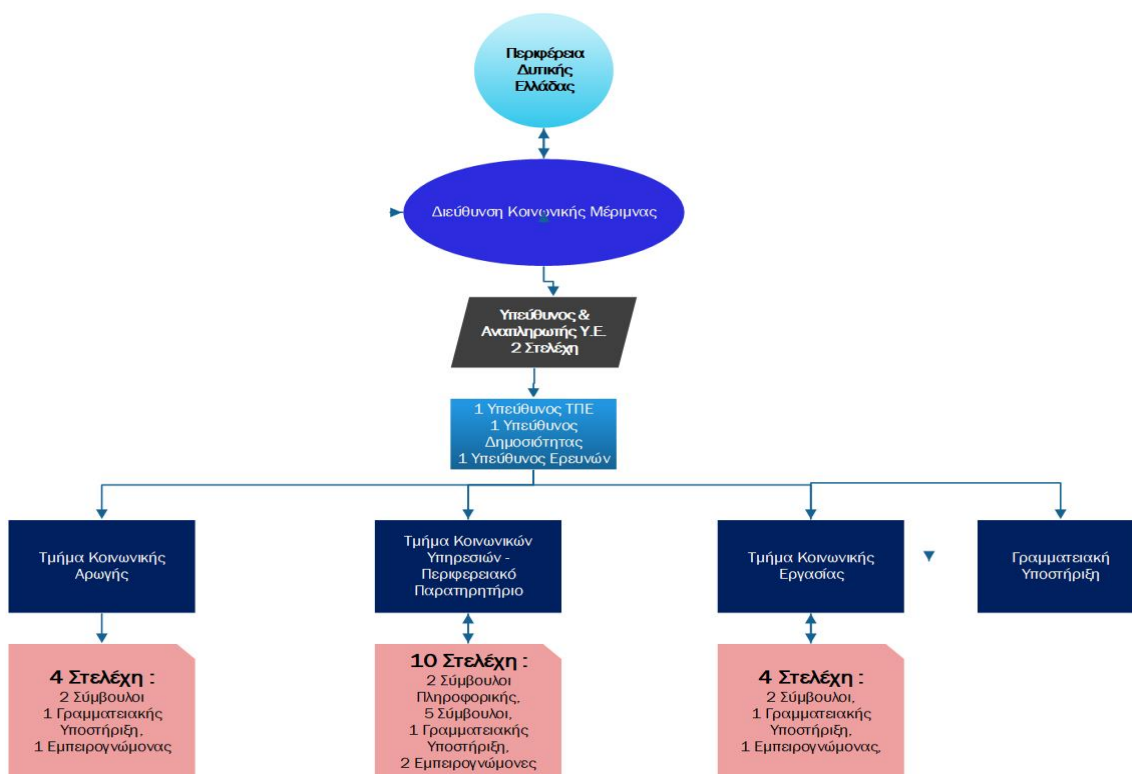 Περιφέρεια
Δυτικής
Ελλάδας
Διεύθυνση Κοινωνικής Μέριμνας
Υπεύθυνος &
Αναπληρωτής Υ.Ε.
2 Στελέχη
1 Υπεύθυνος ΤΠΕ
1 Υπεύθυνος
Δημοσιότητας
1 Υπεύθυνος Ερευνών
Τμήμα Κοινωνικής
Αρωγής
Τμήμα Κοινωνικών
Υπηρεσιών -
Περιφερειακό
Παρατηρητήριο
Τμήμα Κοινωνικής
Εργασίας
Γραμματειακή
Υποστήριξη
4 Στελέχη :
2 Σύμβουλοι
1 Γραμματειακής
Υποστήριξη,
1 Εμπειρογνώμονας
10 Στελέχη :
2 Σύμβουλοι
Πληροφορικής,
5 Σύμβουλοι,
1 Γραμματειακής
Υποστήριξη,
2 Εμπειρογνώμονες
4 Στελέχη :
2 Σύμβουλοι,
1 Γραμματειακής
Υποστήριξη,
1 Εμπειρογνώμονας,